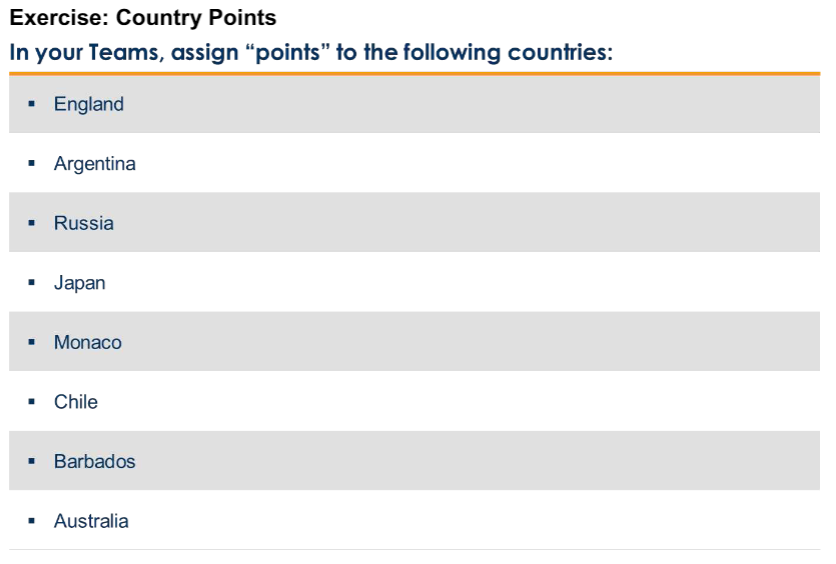 Exercise: Country Points
In your Teams, assign “points” to the following countries:
▪ England
▪ Argentina
▪ Russia
▪ Japan
▪ Monaco
▪ Chile
▪ Barbados
▪ Australia